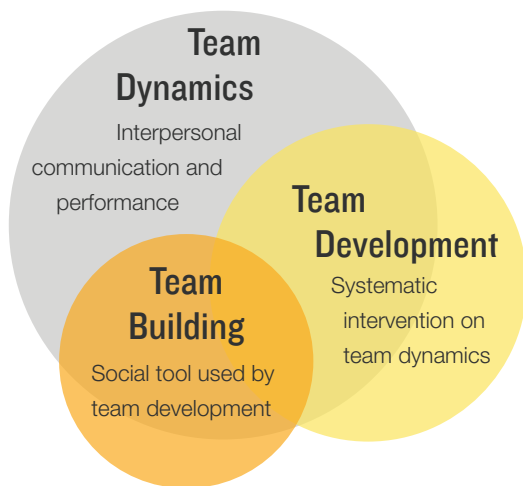 Team
Dynamics
Interpersonal
communication and
performance
Team
Development
Systematic
intervention on
team dynamics
Team
Building
Social tool used by
team development